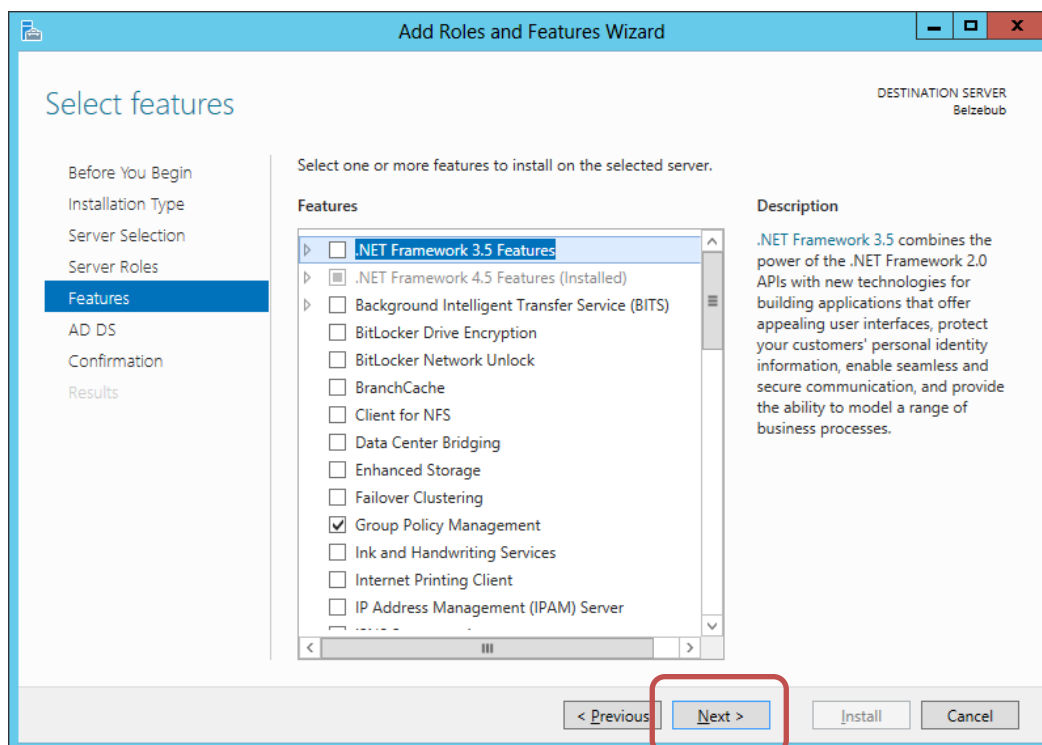 Add Roles and Features Wizard
Select features
DESTINATION SERVER
Belzebub
Before You Begin
Installation Type
Server Selection
Server Roles
Features
AD DS
Confirmation
Results
Select one or more features to install on the selected server.
Features
.NET Framework 3.5 Features
.NET Framework 4.5 Features (Installed)
Background Intelligent Transfer Service (BITS)
BitLocker Drive Encryption
BitLocker Network Unlock
BranchCache
Client for NFS
Data Center Bridging
Enhanced Storage
Failover Clustering
Group Policy Management
Ink and Handwriting Services
Internet Printing Client
IP Address Management (IPAM) Server
Description
.NET Framework 3.5 combines the
power of the .NET Framework 2.0
APIs with new technologies for
building applications that offer
appealing user interfaces, protect
your customers' personal identity
information, enable seamless and
secure communication, and provide
the ability to model a range of
business processes.
< Previous
Next >
Install
Cancel